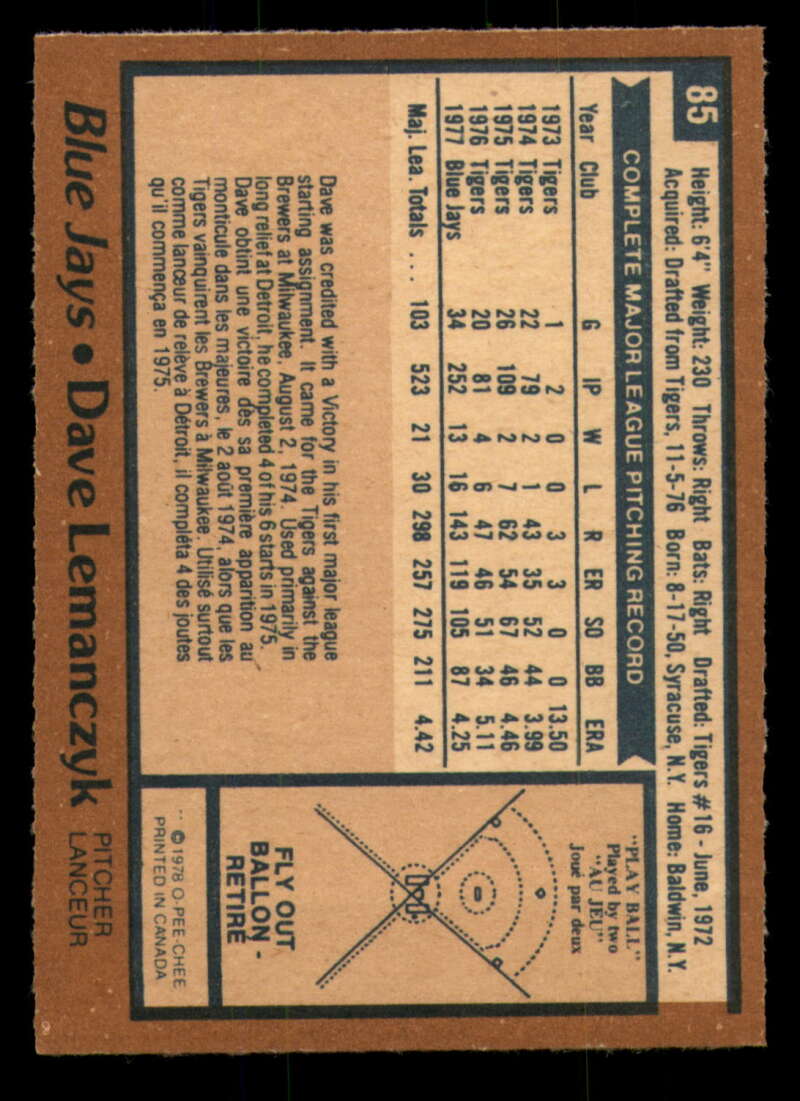 85
Height: 6'4" Weight: 230 Throws: Right Bats: Right Drafted: Tigers #16 - June, 1972
Acquired: Drafted from Tigers, 11-5-76 Born: 8-17-50, Syracuse, N.Y. Home: Baldwin, N.Y.
COMPLETE MAJOR LEAGUE PITCHING RECORD
Year Club G IP W L R ER SO BB ERA
1973 Tigers 1 2 0 0 3 3 0 0 13.50
1974 Tigers 22 79 2 1 43 35 52 44 3.99
1975 Tigers 26 109 2 7 62 54 67 46 4.46
1976 Tigers 20 81 4 6 47 46 51 34 5.11
1977 Blue Jays 34 252 13 16 143 119 105 87 4.25
Maj. Lea. Totals ... 103 523 21 30 298 257 275 211 4.42
Dave was credited with a Victory in his first major league
starting assignment. It came for the Tigers against the
Brewers at Milwaukee, August 2, 1974. Used primarily in
long relief at Detroit, he completed 4 of his 6 starts in 1975.
Dave obtint une victoire dès sa première apparition au
monticule dans les majeures, le 2 août 1974, alors que les
Tigers vainquirent les Brewers à Milwaukee. Utilisé surtout
comme lanceur de relève à Détroit, il compléta 4 des joutes
qu'il commença en 1975.
"PLAY BALL"
Played by two
"AU JEU"
Joué par deux
FLY OUT
BALLON -
RETIRÉ
© 1978 O-PEE-CHEE
PRINTED IN CANADA
Blue Jays • Dave Lemanczyk
PITCHER
LANCEUR